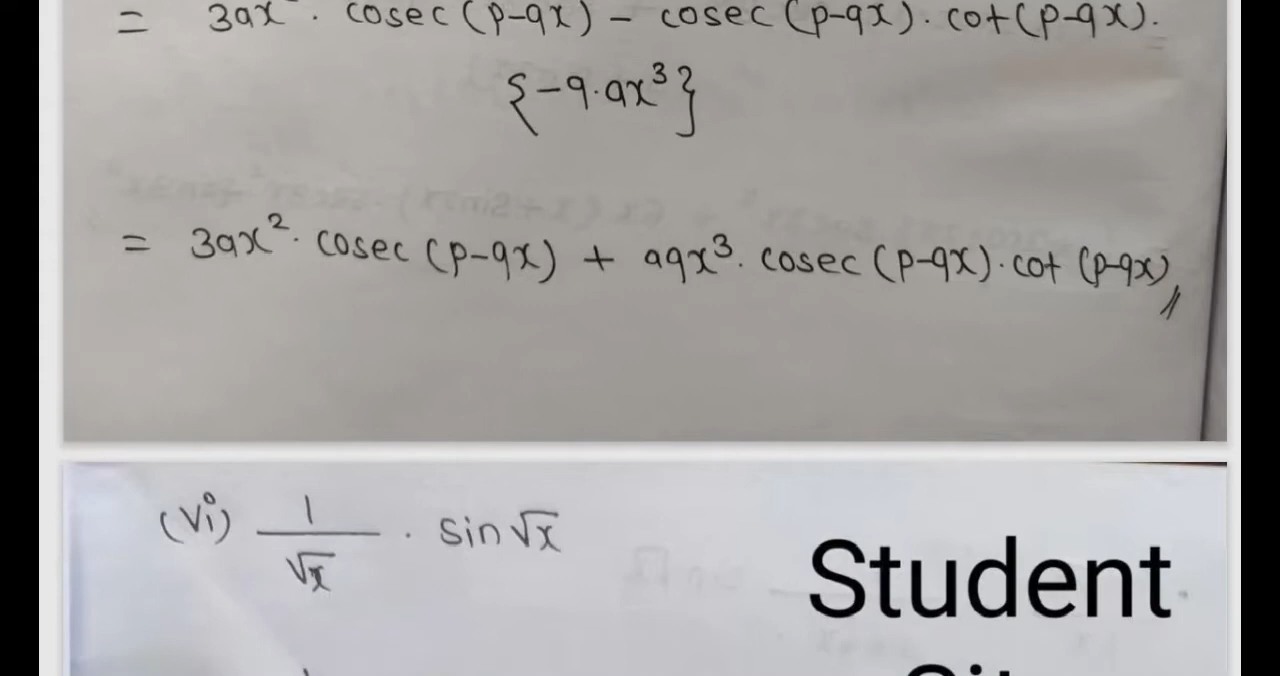 = 3ax². cosec (p-qx) - cosec (p-qx). cot (p-qx).
{-q.ax³}
= 3ax². cosec (p-qx) + aqx³. cosec (p-qx). cot (p-qx)
(vi) 1/√x . sin √x
Student